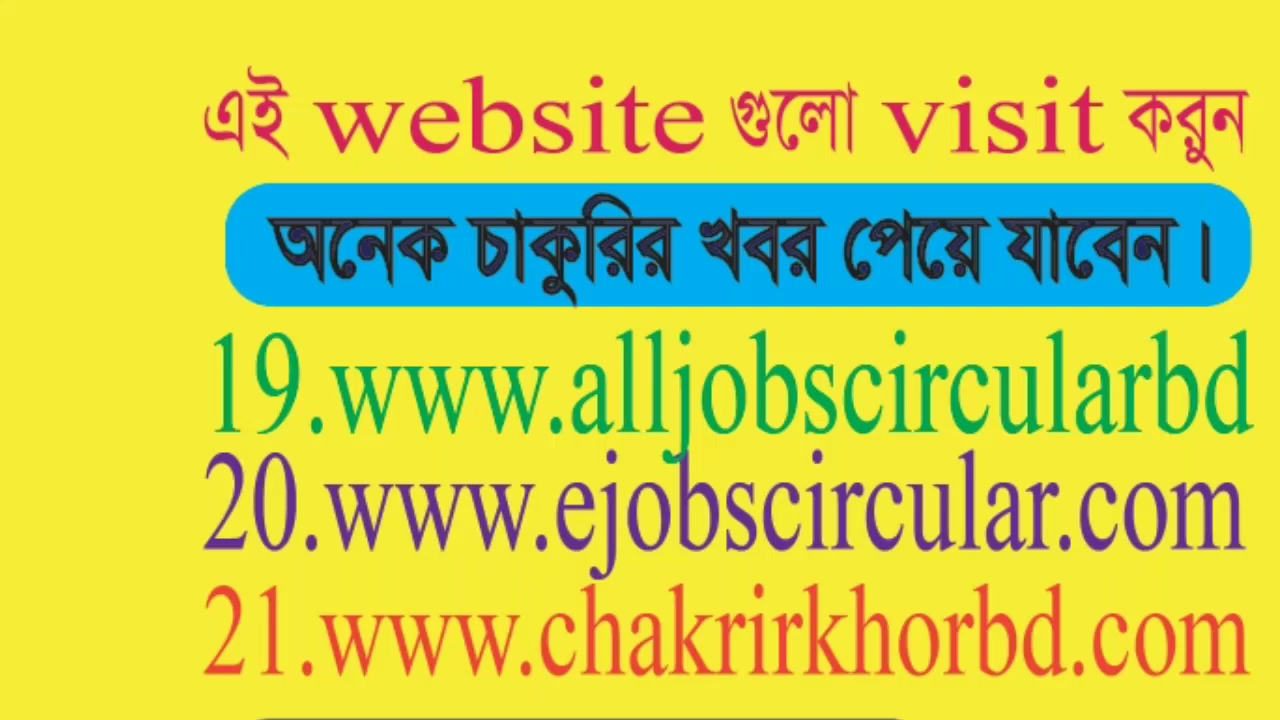 এই website গুলো visit করুন
অনেক চাকুরির খবর পেয়ে যাবেন।
19.www.alljobscircularbd
20.www.ejobscircular.com
21.www.chakrirkhorbd.com